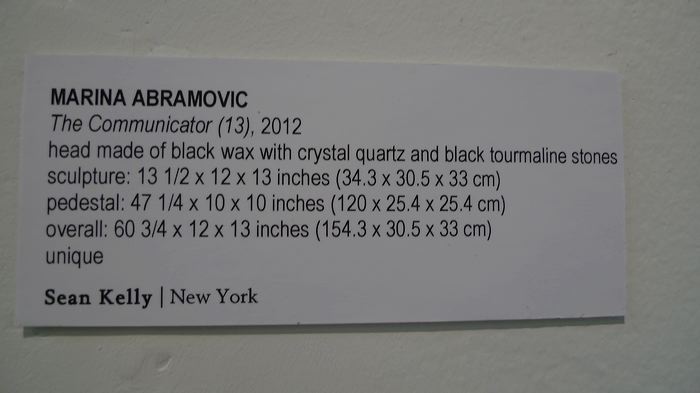 MARINA ABRAMOVIC
The Communicator (13), 2012
head made of black wax with crystal quartz and black tourmaline stones
sculpture: 13 1/2 x 12 x 13 inches (34.3 x 30.5 x 33 cm)
pedestal: 47 1/4 x 10 x 10 inches (120 x 25.4 x 25.4 cm)
overall: 60 3/4 x 12 x 13 inches (154.3 x 30.5 x 33 cm)
unique
Sean Kelly | New York